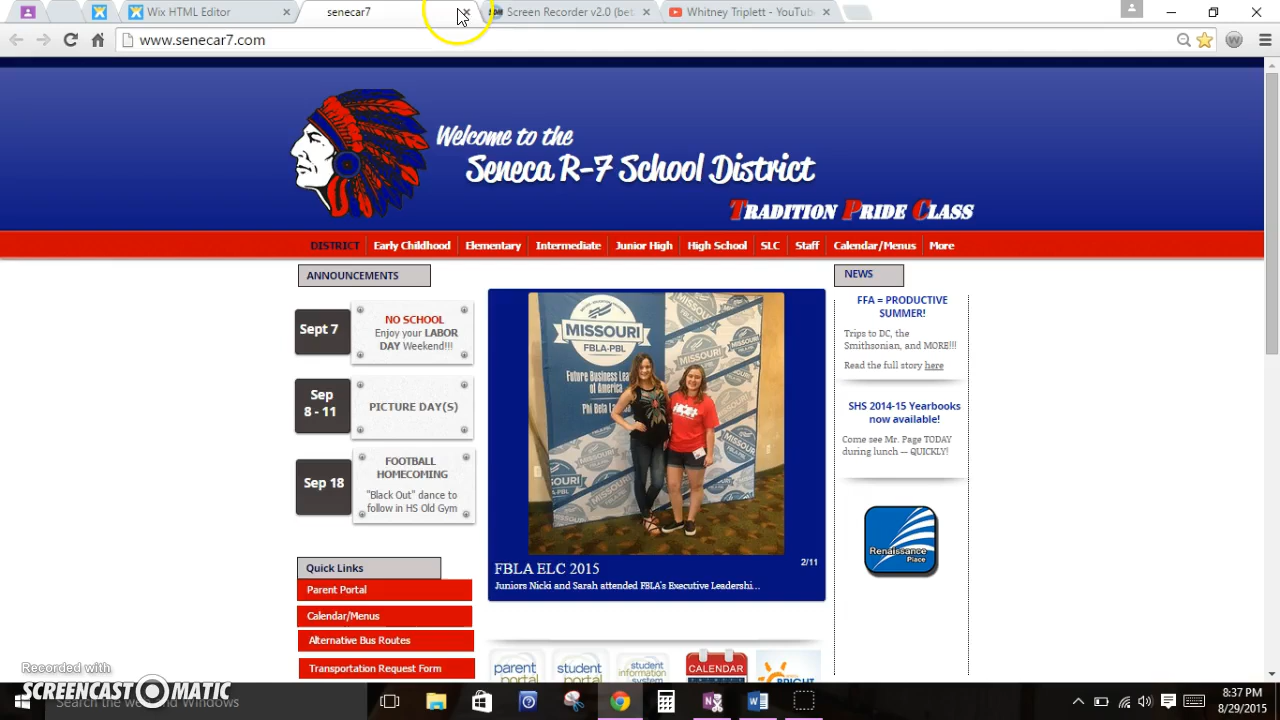 Wix HTML Editor
senecar7
Screen Recorder v2.0 (bet
Whitney Triplett - YouTub
www.senecar7.com
Welcome to the
Seneca R-7 School District
Tradition Pride Class
DISTRICT
Early Childhood
Elementary
Intermediate
Junior High
High School
SLC
Staff
Calendar/Menus
More
ANNOUNCEMENTS
Sept 7
NO SCHOOL
Enjoy your LABOR
DAY Weekend!!!
Sep
8 - 11
PICTURE DAY(S)
Sep 18
FOOTBALL
HOMECOMING
"Black Out" dance to
follow in HS Old Gym
Quick Links
Parent Portal
Calendar/Menus
Alternative Bus Routes
Transportation Request Form
MISSOURI
FBLA-PBL
Future Business Lea
of America
Phi Beta La
FBLA ELC 2015
2/11
Juniors Nicki and Sarah attended FBLA's Executive Leadershi...
parent
portal
student
portal
student
information
CALENDAR
BRIGHT
NEWS
FFA = PRODUCTIVE
SUMMER!
Trips to DC, the
Smithsonian, and MORE!!!
Read the full story here
SHS 2014-15 Yearbooks
now available!
Come see Mr. Page TODAY
during lunch -- QUICKLY!
Renaissance
Place
Recorded with
SCREENCAST-O-MATIC
Search the web and Windows
8:37 PM
8/29/2015